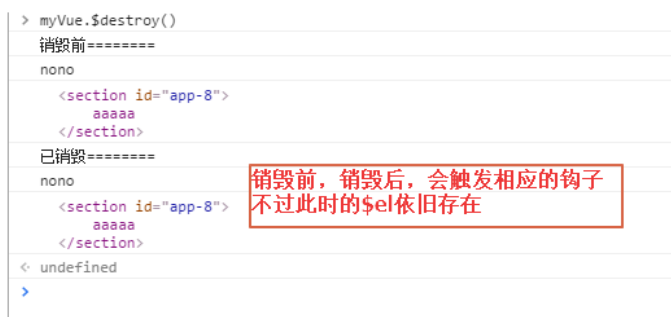 > myVue.$destroy()
销毁前========
nono
<section id="app-8">
aaaaa
</section>
已销毁========
nono
<section id="app-8">
aaaaa
</section>
销毁前，销毁后，会触发相应的钩子
不过此时的$el依旧存在
<· undefined
>